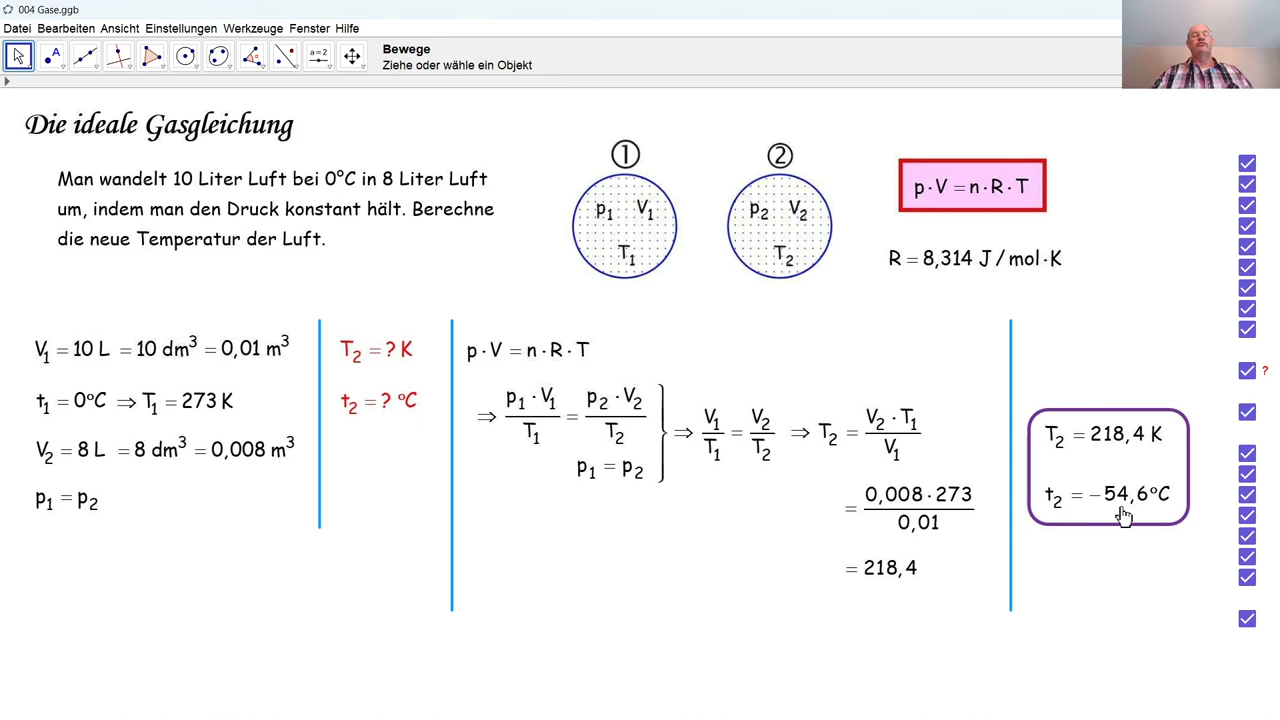 004 Gase.ggb
Datei Bearbeiten Ansicht Einstellungen Werkzeuge Fenster Hilfe
A
a=2
Bewege
Ziehe oder wähle ein Objekt
Die ideale Gasgleichung
Man wandelt 10 Liter Luft bei 0°C in 8 Liter Luft
um, indem man den Druck konstant hält. Berechne
die neue Temperatur der Luft.
①
p₁ V₁
T₁
②
p₂ V₂
T₂
p·V = n·R·T
R = 8,314 J / mol·K
V₁ = 10 L = 10 dm³ = 0,01 m³
t₁ = 0°C ⇒ T₁ = 273 K
V₂ = 8 L = 8 dm³ = 0,008 m³
p₁ = p₂
T₂ = ? K
t₂ = ? °C
p·V = n·R·T
⇒ p₁·V₁ / T₁ = p₂·V₂ / T₂
p₁ = p₂
} ⇒ V₁ / T₁ = V₂ / T₂ ⇒ T₂ = V₂·T₁ / V₁
= 0,008·273 / 0,01
= 218,4
T₂ = 218,4 K
t₂ = −54,6°C
?